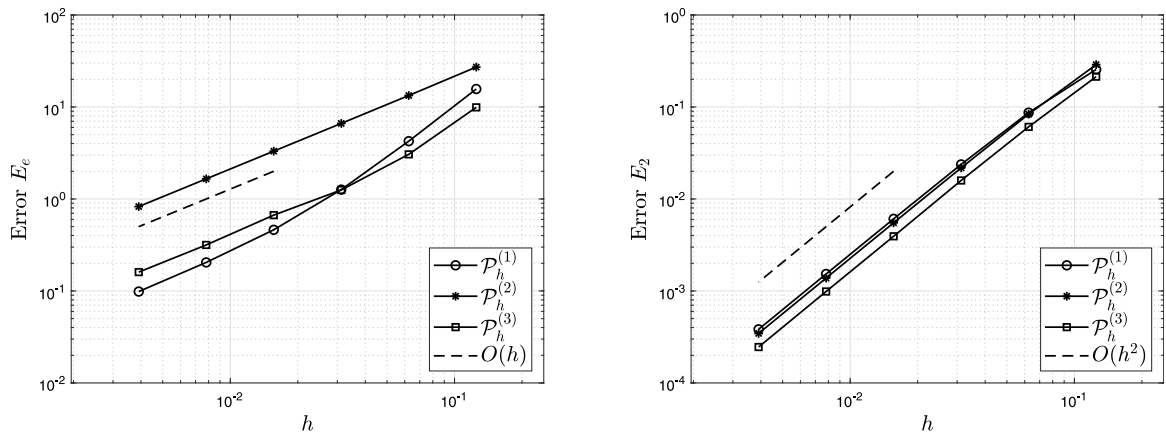 10^2
10^1
10^0
10^-1
10^-2
Error E_e
10^-2
10^-1
h
P_h^(1)
P_h^(2)
P_h^(3)
O(h)
10^0
10^-1
10^-2
10^-3
10^-4
Error E_2
10^-2
10^-1
h
P_h^(1)
P_h^(2)
P_h^(3)
O(h^2)